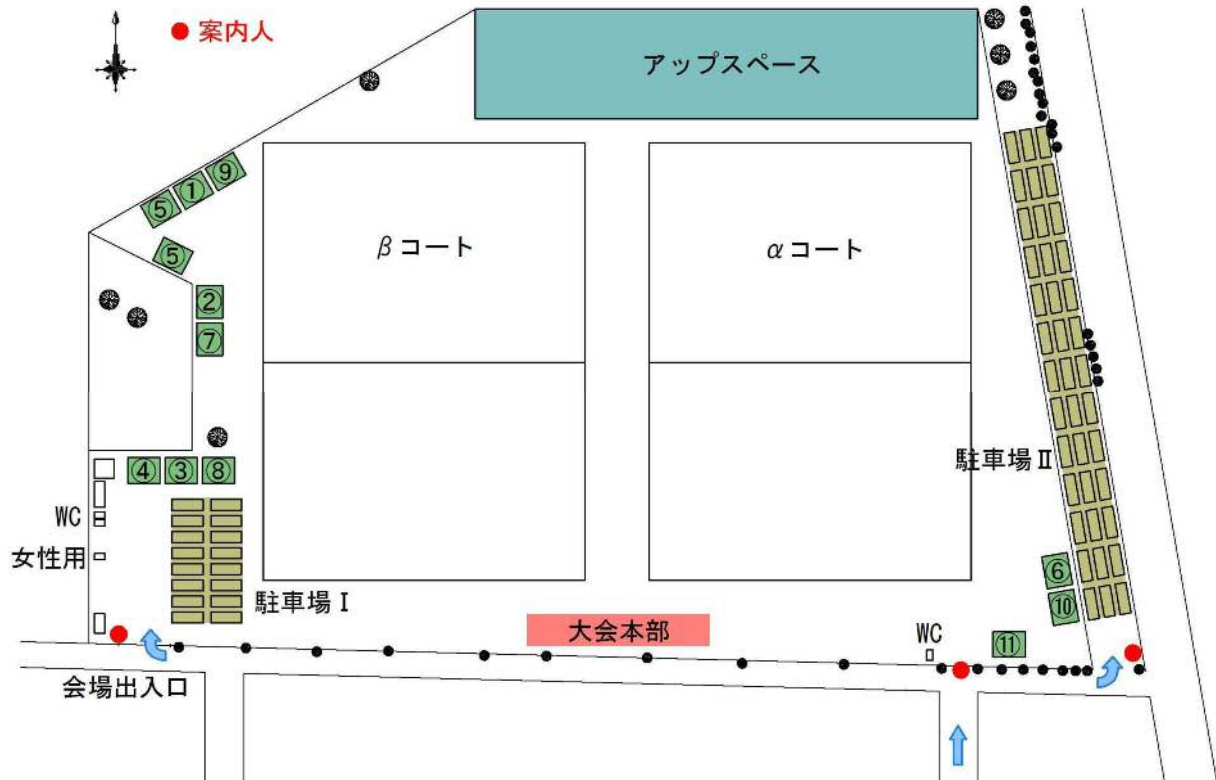 案内人
アップスペース
⑨
①
⑤
⑤
βコート
αコート
②
⑦
駐車場Ⅱ
④
③
⑧
WC
女性用
駐車場Ⅰ
⑥
⑩
大会本部
WC
⑪
会場出入口